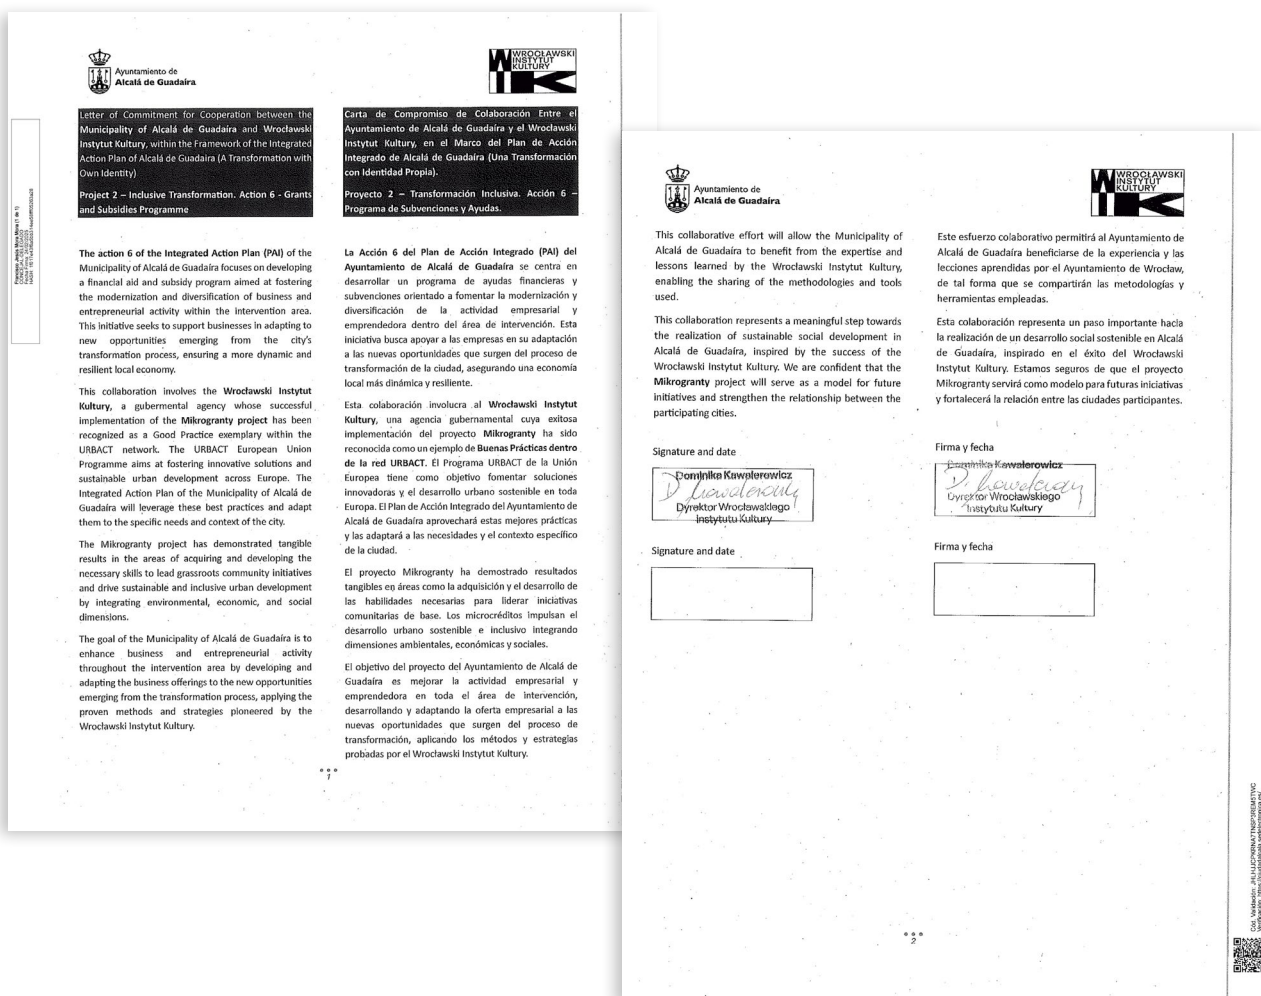 Ayuntamiento de
Alcalá de Guadaíra
WROCŁAWSKI
INSTYTUT
KULTURY
Letter of Commitment for Cooperation between the
Municipality of Alcalá de Guadaíra and Wrocławski
Instytut Kultury, within the Framework of the Integrated
Action Plan of Alcalá de Guadaira (A Transformation with
Own Identity)
Project 2 – Inclusive Transformation. Action 6 - Grants
and Subsidies Programme
The action 6 of the Integrated Action Plan (PAI) of the
Municipality of Alcalá de Guadaíra focuses on developing
a financial aid and subsidy program aimed at fostering
the modernization and diversification of business and
entrepreneurial activity within the intervention area.
This initiative seeks to support businesses in adapting to
new opportunities emerging from the city's
transformation process, ensuring a more dynamic and
resilient local economy.
This collaboration involves the Wrocławski Instytut
Kultury, a gubermental agency whose successful
implementation of the Mikrogranty project has been
recognized as a Good Practice exemplary within the
URBACT network. The URBACT European Union
Programme aims at fostering innovative solutions and
sustainable urban development across Europe. The
Integrated Action Plan of the Municipality of Alcalá de
Guadaíra will leverage these best practices and adapt
them to the specific needs and context of the city.
The Mikrogranty project has demonstrated tangible
results in the areas of acquiring and developing the
necessary skills to lead grassroots community initiatives
and drive sustainable and inclusive urban development
by integrating environmental, economic, and social
dimensions.
The goal of the Municipality of Alcalá de Guadaíra is to
enhance business and entrepreneurial activity
throughout the intervention area by developing and
adapting the business offerings to the new opportunities
emerging from the transformation process, applying the
proven methods and strategies pioneered by the
Wrocławski Instytut Kultury.
Carta de Compromiso de Colaboración Entre el
Ayuntamiento de Alcalá de Guadaíra y el Wroclawski
Instytut Kultury, en el Marco del Plan de Acción
Integrado de Alcalá de Guadaíra (Una Transformación
con Identidad Propia).
Proyecto 2 – Transformación Inclusiva. Acción 6 –
Programa de Subvenciones y Ayudas.
La Acción 6 del Plan de Acción Integrado (PAI) del
Ayuntamiento de Alcalá de Guadaíra se centra en
desarrollar un programa de ayudas financieras y
subvenciones orientado a fomentar la modernización y
diversificación de la actividad empresarial y
emprendedora dentro del área de intervención. Esta
iniciativa busca apoyar a las empresas en su adaptación
a las nuevas oportunidades que surgen del proceso de
transformación de la ciudad, asegurando una economía
local más dinámica y resiliente.
Esta colaboración involucra al Wrocławski Instytut
Kultury, una agencia gubernamental cuya exitosa
implementación del proyecto Mikrogranty ha sido
reconocida como un ejemplo de Buenas Prácticas dentro
de la red URBACT. El Programa URBACT de la Unión
Europea tiene como objetivo fomentar soluciones
innovadoras y el desarrollo urbano sostenible en toda
Europa. El Plan de Acción Integrado del Ayuntamiento de
Alcalá de Guadaíra aprovechará estas mejores prácticas
y las adaptará a las necesidades y el contexto específico
de la ciudad.
El proyecto Mikrogranty ha demostrado resultados
tangibles en áreas como la adquisición y el desarrollo de
las habilidades necesarias para liderar iniciativas
comunitarias de base. Los microcréditos impulsan el
desarrollo urbano sostenible e inclusivo integrando
dimensiones ambientales, económicas y sociales.
El objetivo del proyecto del Ayuntamiento de Alcalá de
Guadaíra es mejorar la actividad empresarial y
emprendedora en toda el área de intervención,
desarrollando y adaptando la oferta empresarial a las
nuevas oportunidades que surgen del proceso de
transformación, aplicando los métodos y estrategias
probadas por el Wrocławski Instytut Kultury.
1
Ayuntamiento de
Alcalá de Guadaíra
WROCŁAWSKI
INSTYTUT
KULTURY
This collaborative effort will allow the Municipality of
Alcalá de Guadaíra to benefit from the expertise and
lessons learned by the Wrocławski Instytut Kultury,
enabling the sharing of the methodologies and tools
used.
This collaboration represents a meaningful step towards
the realization of sustainable social development in
Alcalá de Guadaíra, inspired by the success of the
Wrocławski Instytut Kultury. We are confident that the
Mikrogranty project will serve as a model for future
initiatives and strengthen the relationship between the
participating cities.
Signature and date
Dominika Kawalerowicz
D. Kawalerowicz
Dyrektor Wrocławskiego
Instytutu Kultury
Signature and date
Este esfuerzo colaborativo permitirá al Ayuntamiento de
Alcalá de Guadaíra beneficiarse de la experiencia y las
lecciones aprendidas por el Ayuntamiento de Wrocław,
de tal forma que se compartirán las metodologías y
herramientas empleadas.
Esta colaboración representa un paso importante hacia
la realización de un desarrollo social sostenible en Alcalá
de Guadaíra, inspirado en el éxito del Wrocławski
Instytut Kultury. Estamos seguros de que el proyecto
Mikrogranty servirá como modelo para futuras iniciativas
y fortalecerá la relación entre las ciudades participantes.
Firma y fecha
Dominika Kawalerowicz
D. Kawalerowicz
Dyrektor Wrocławskiego
Instytutu Kultury
Firma y fecha
2
Cód. Validación: